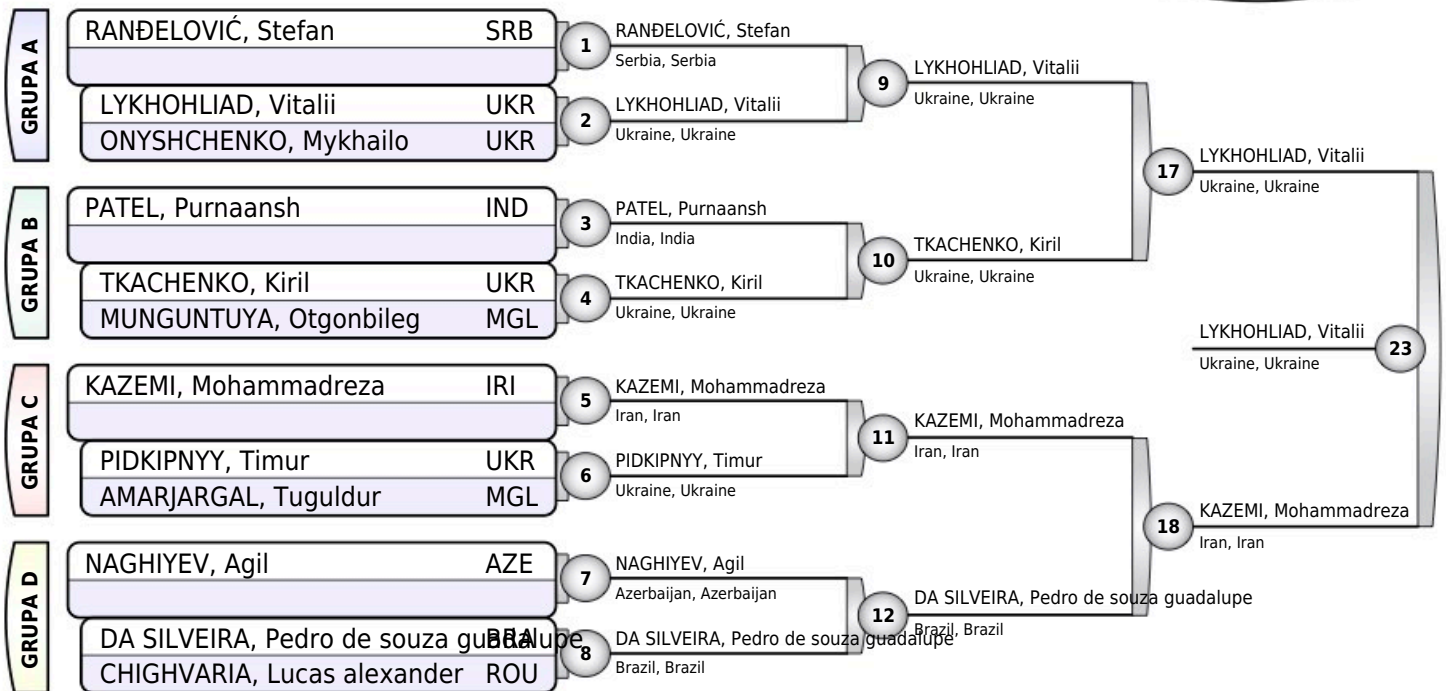 GRUPA A
RANĐELOVIĆ, Stefan SRB
LYKHOHLIAD, Vitalii UKR
ONYSHCHENKO, Mykhailo UKR
1
RANĐELOVIĆ, Stefan
Serbia, Serbia
2
LYKHOHLIAD, Vitalii
Ukraine, Ukraine
9
LYKHOHLIAD, Vitalii
Ukraine, Ukraine
GRUPA B
PATEL, Purnaansh IND
TKACHENKO, Kiril UKR
MUNGUNTUYA, Otgonbileg MGL
3
PATEL, Purnaansh
India, India
4
TKACHENKO, Kiril
Ukraine, Ukraine
10
TKACHENKO, Kiril
Ukraine, Ukraine
17
LYKHOHLIAD, Vitalii
Ukraine, Ukraine
GRUPA C
KAZEMI, Mohammadreza IRI
PIDKIPNYY, Timur UKR
AMARJARGAL, Tuguldur MGL
5
KAZEMI, Mohammadreza
Iran, Iran
6
PIDKIPNYY, Timur
Ukraine, Ukraine
11
KAZEMI, Mohammadreza
Iran, Iran
GRUPA D
NAGHIYEV, Agil AZE
DA SILVEIRA, Pedro de souza guadalupe BRA
CHIGHVARIA, Lucas alexander ROU
7
NAGHIYEV, Agil
Azerbaijan, Azerbaijan
8
DA SILVEIRA, Pedro de souza guadalupe
Brazil, Brazil
12
DA SILVEIRA, Pedro de souza guadalupe
Brazil, Brazil
18
KAZEMI, Mohammadreza
Iran, Iran
LYKHOHLIAD, Vitalii
Ukraine, Ukraine
23